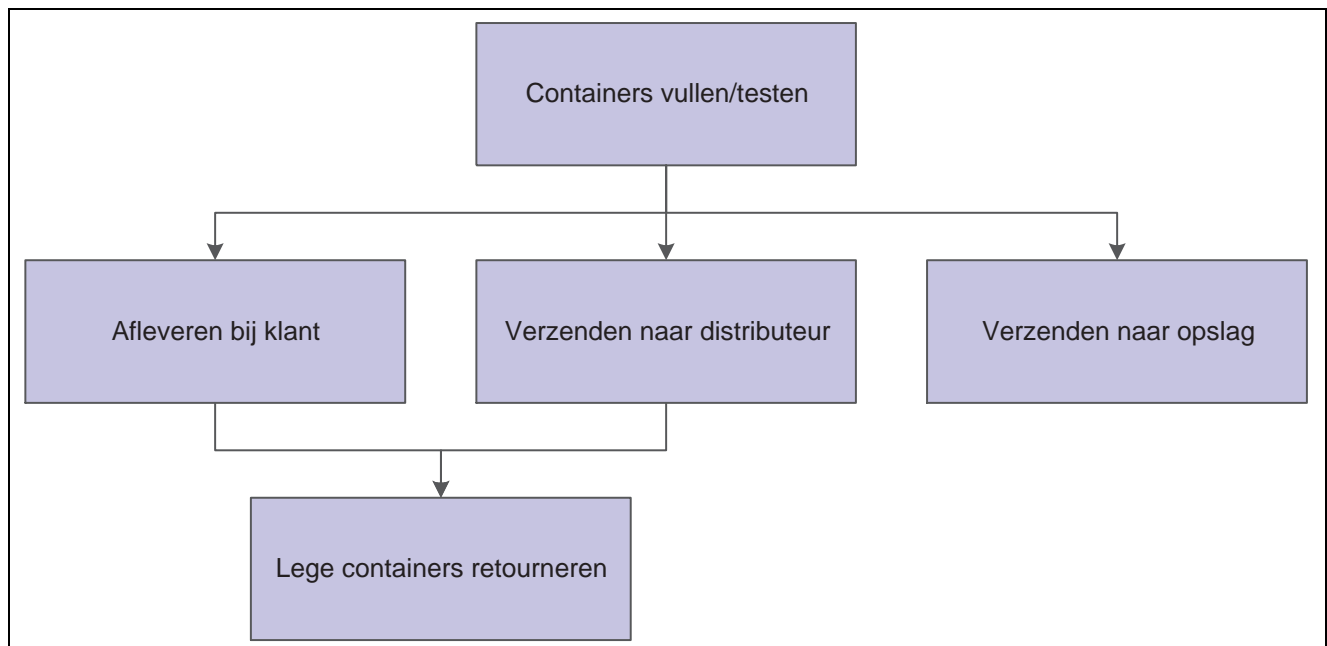 Containers vullen/testen
Afleveren bij klant
Verzenden naar distributeur
Verzenden naar opslag
Lege containers retourneren